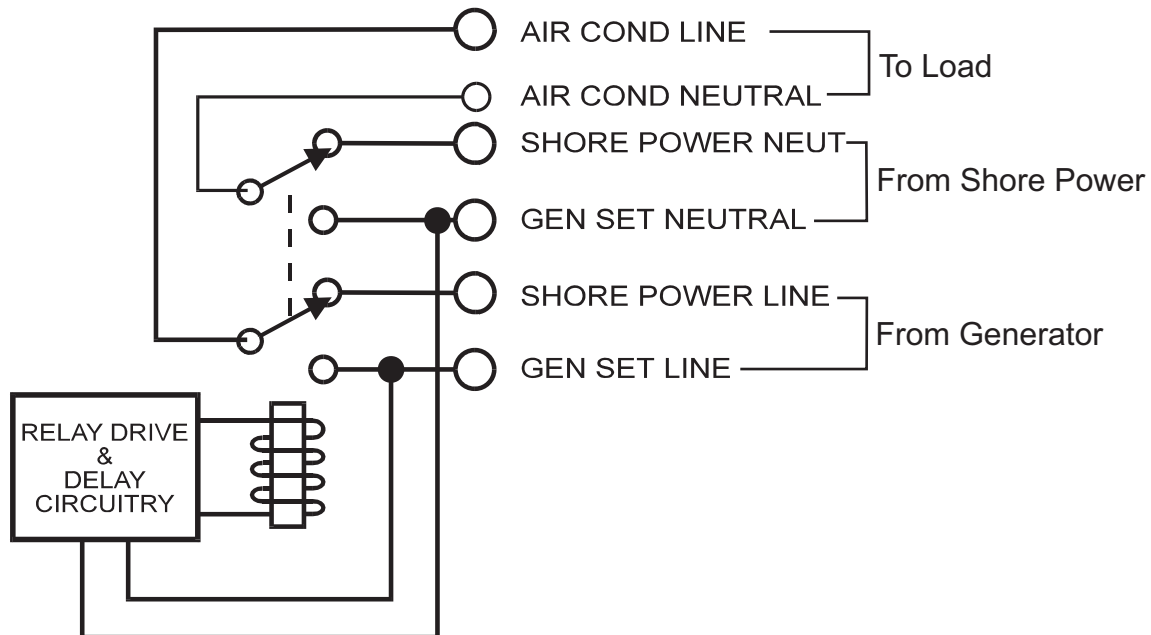 AIR COND LINE
To Load
AIR COND NEUTRAL
SHORE POWER NEUT
From Shore Power
GEN SET NEUTRAL
SHORE POWER LINE
From Generator
GEN SET LINE
RELAY DRIVE
&
DELAY
CIRCUITRY